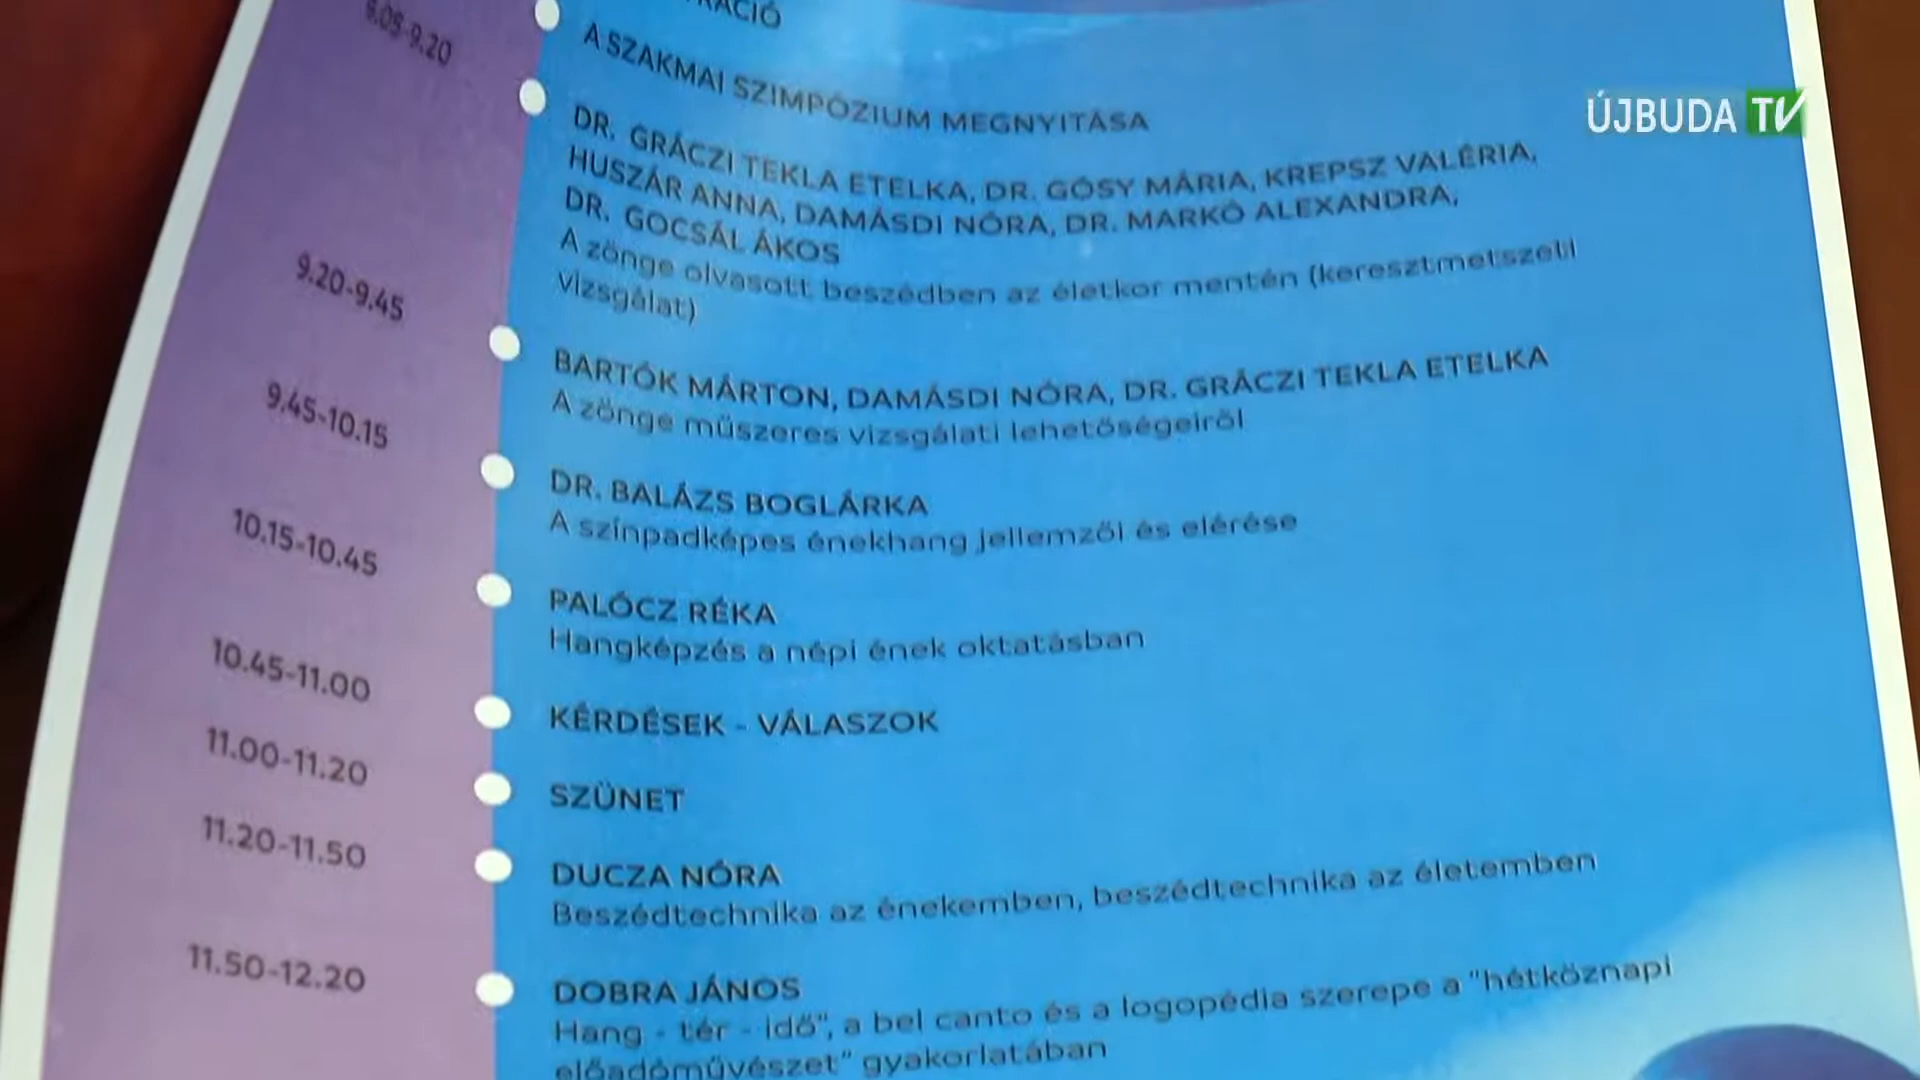 9.05-9.20
A SZAKMAI SZIMPÓZIUM MEGNYITÁSA
ÚJBUDA TV
DR. GRÁCZI TEKLA ETELKA, DR. GÓSY MÁRIA, KREPSZ VALÉRIA,
HUSZÁR ANNA, DAMÁSDI NÓRA, DR. MARKÓ ALEXANDRA,
DR. GOCSÁL ÁKOS
A zönge olvasott beszédben az életkor mentén (keresztmetszeti
vizsgálat)
9.20-9.45
BARTÓK MÁRTON, DAMÁSDI NÓRA, DR. GRÁCZI TEKLA ETELKA
A zönge műszeres vizsgálati lehetőségeiről
9.45-10.15
DR. BALÁZS BOGLÁRKA
A színpadképes énekhang jellemzői és elérése
10.15-10.45
PALÓCZ RÉKA
Hangképzés a népi ének oktatásban
10.45-11.00
KÉRDÉSEK - VÁLASZOK
11.00-11.20
SZÜNET
11.20-11.50
DUCZA NÓRA
Beszédtechnika az énekemben, beszédtechnika az életemben
11.50-12.20
DOBRA JÁNOS
Hang - tér - idő", a bel canto és a logopédia szerepe a "hétköznapi
előadóművészet" gyakorlatában